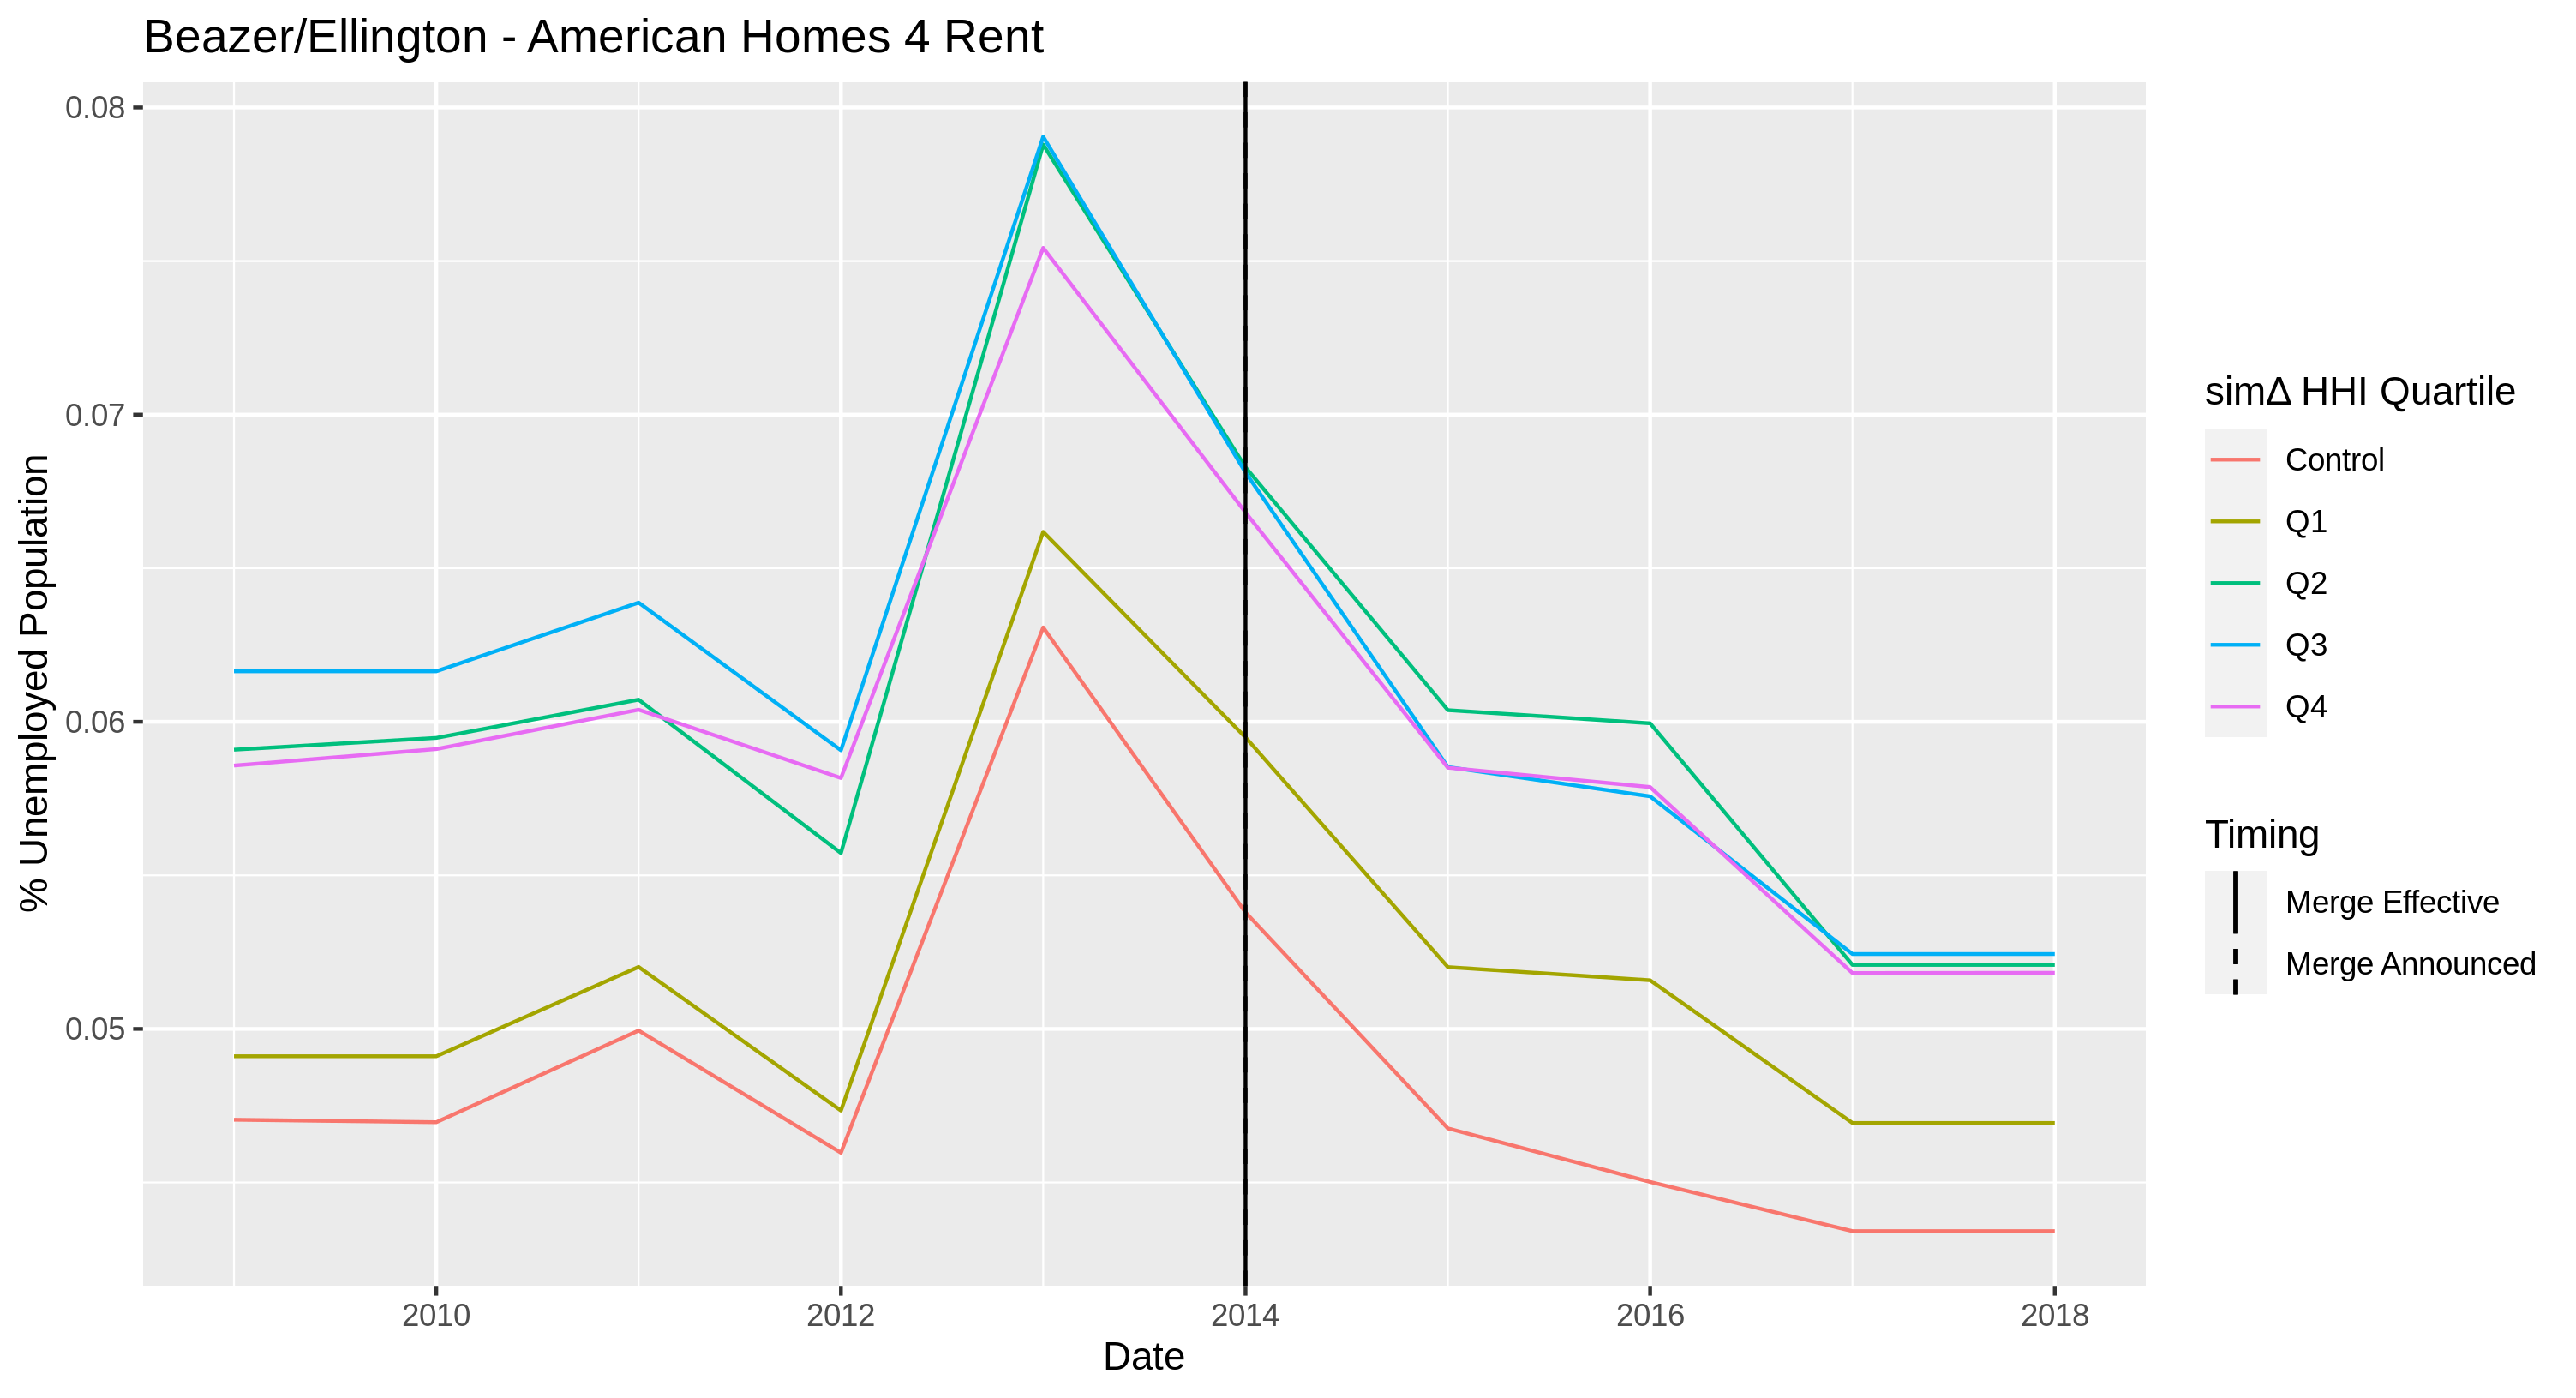 Beazer/Ellington - American Homes 4 Rent
% Unemployed Population
0.08
0.07
0.06
0.05
2010
2012
2014
2016
2018
Date
simΔ HHI Quartile
Control
Q1
Q2
Q3
Q4
Timing
Merge Effective
Merge Announced